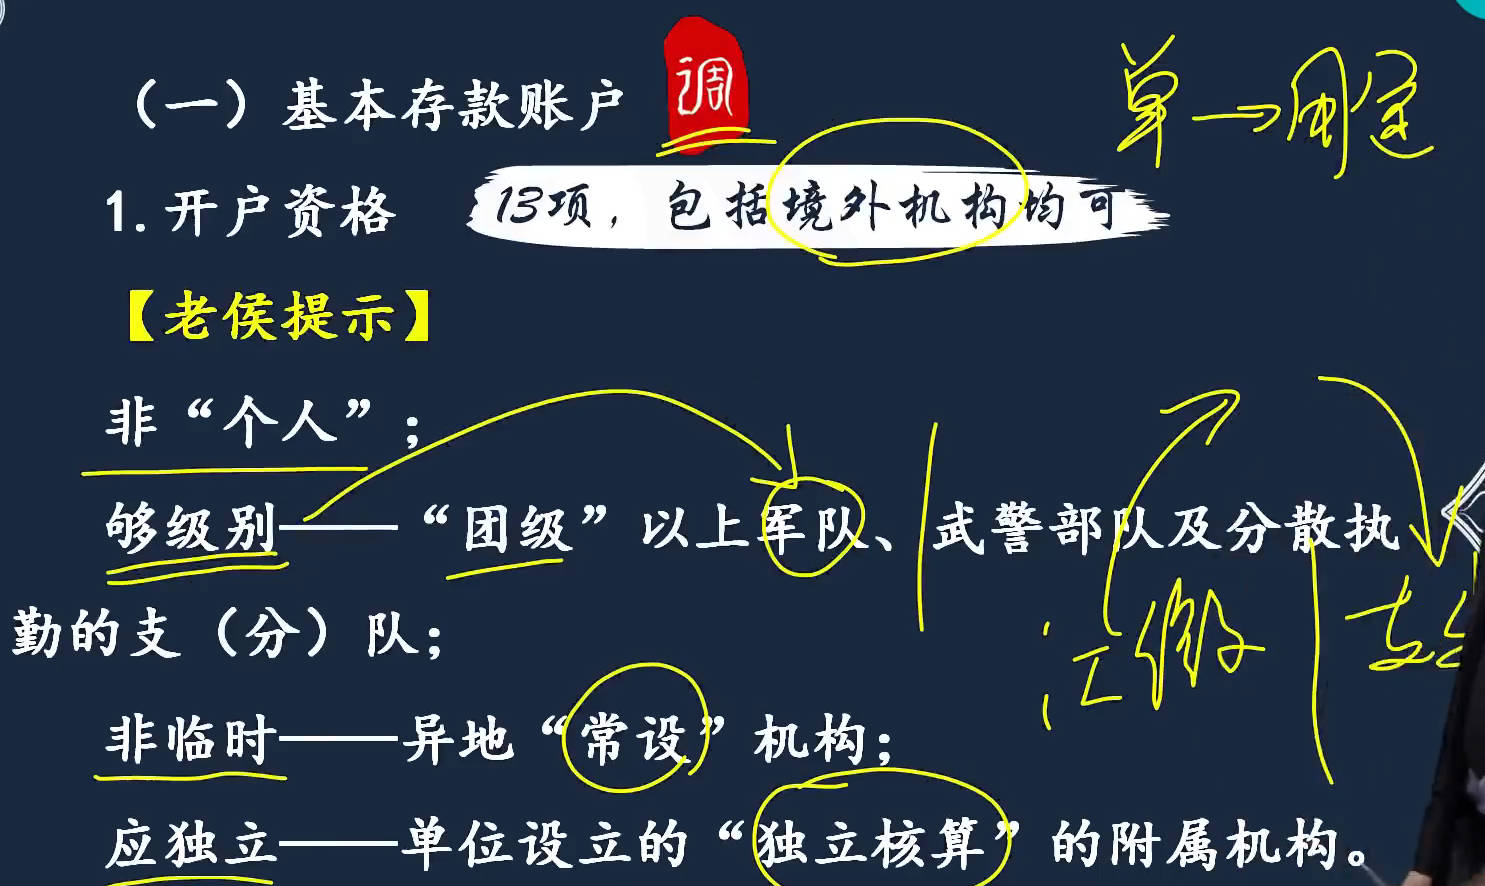 （一）基本存款账户 调
单一用途
1.开户资格 13项，包括境外机构均可
【老侯提示】
非“个人”；
够级别——“团级”以上军队、武警部队及分散执
勤的支（分）队；
汇缴 支
非临时——异地“常设”机构；
应独立——单位设立的“独立核算”的附属机构。